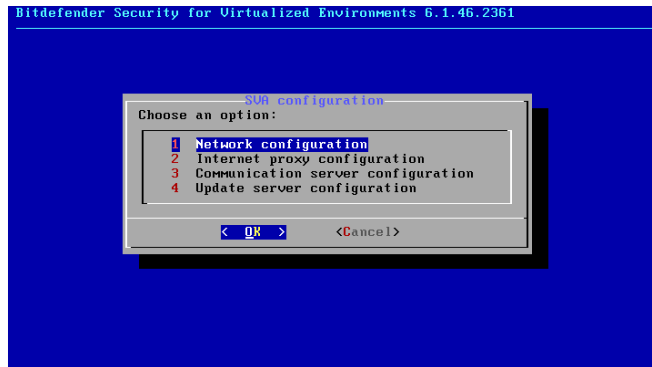 Bitdefender Security for Virtualized Environments 6.1.46.2361
SVA configuration
Choose an option:
1 Network configuration
2 Internet proxy configuration
3 Communication server configuration
4 Update server configuration
< OK > <Cancel>